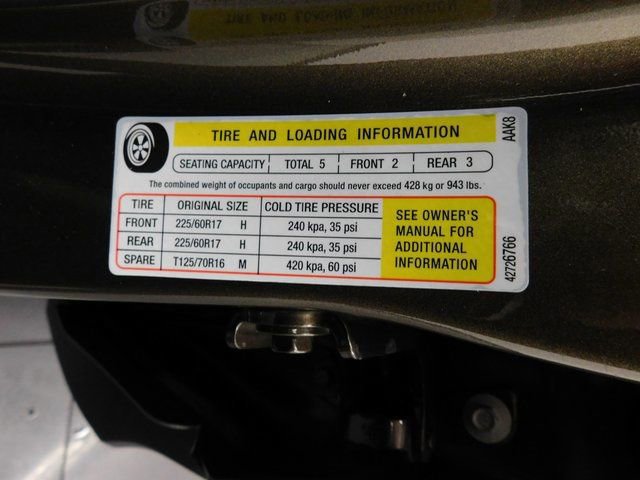 TIRE AND LOADING INFORMATION
SEATING CAPACITY TOTAL 5 FRONT 2 REAR 3
The combined weight of occupants and cargo should never exceed 428 kg or 943 lbs.
TIRE ORIGINAL SIZE COLD TIRE PRESSURE
FRONT 225/60R17 H 240 kpa, 35 psi
REAR 225/60R17 H 240 kpa, 35 psi
SPARE T125/70R16 M 420 kpa, 60 psi
SEE OWNER'S
MANUAL FOR
ADDITIONAL
INFORMATION
AAK8
42726766